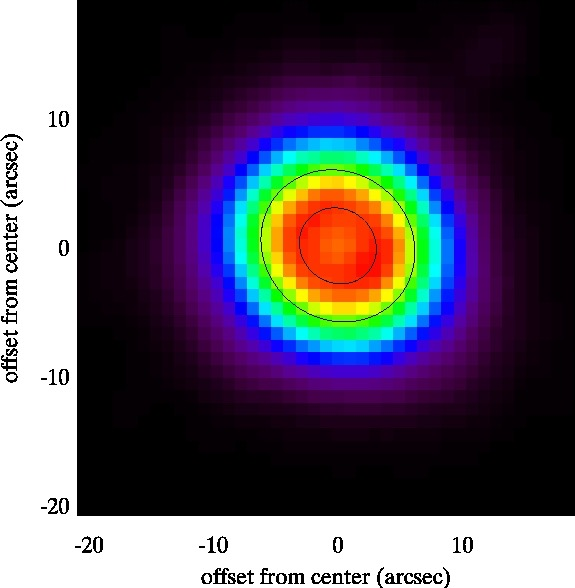 offset from center (arcsec)
10
0
-10
-20
-20 -10 0 10
offset from center (arcsec)